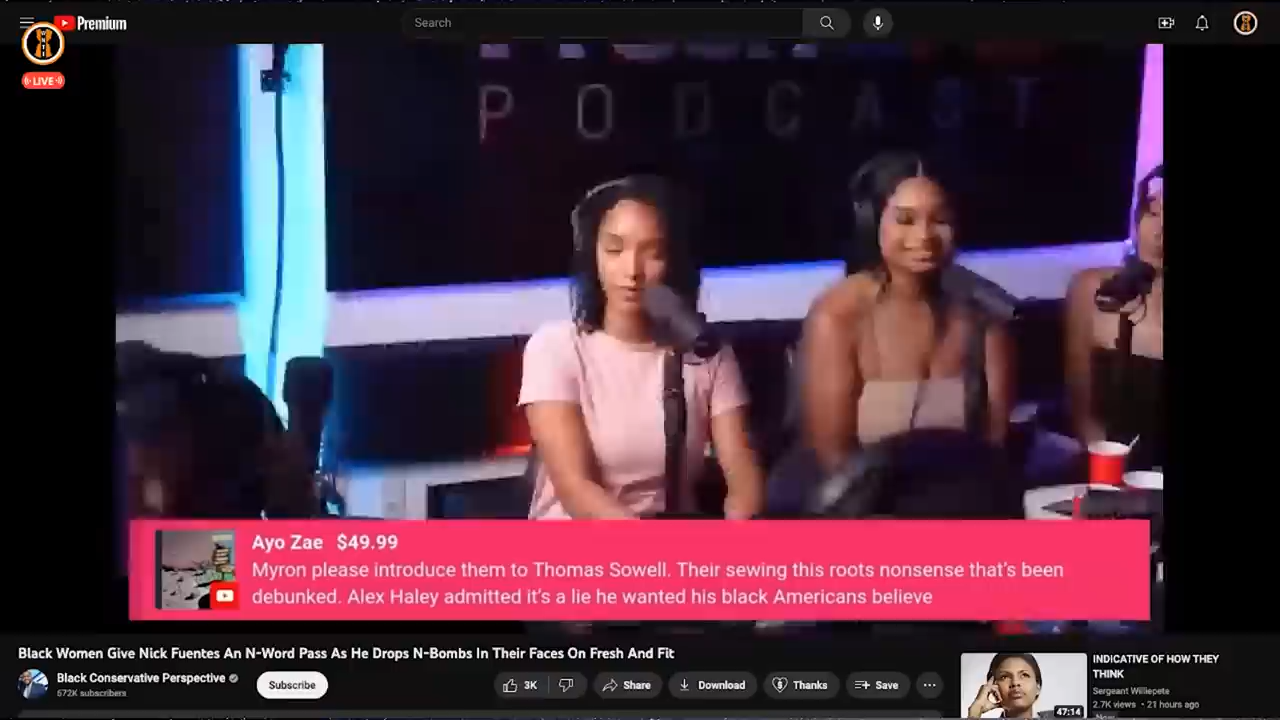 Premium
Search
LIVE
PODCAST
Ayo Zae $49.99
Myron please introduce them to Thomas Sowell. Their sewing this roots nonsense that's been
debunked. Alex Haley admitted it's a lie he wanted his black Americans believe
Black Women Give Nick Fuentes An N-Word Pass As He Drops N-Bombs In Their Faces On Fresh And Fit
Black Conservative Perspective
672K subscribers
Subscribe
3K
Share
Download
Thanks
Save
INDICATIVE OF HOW THEY
THINK
Sergeant Williepete
2.7K views • 21 hours ago
New
47:14